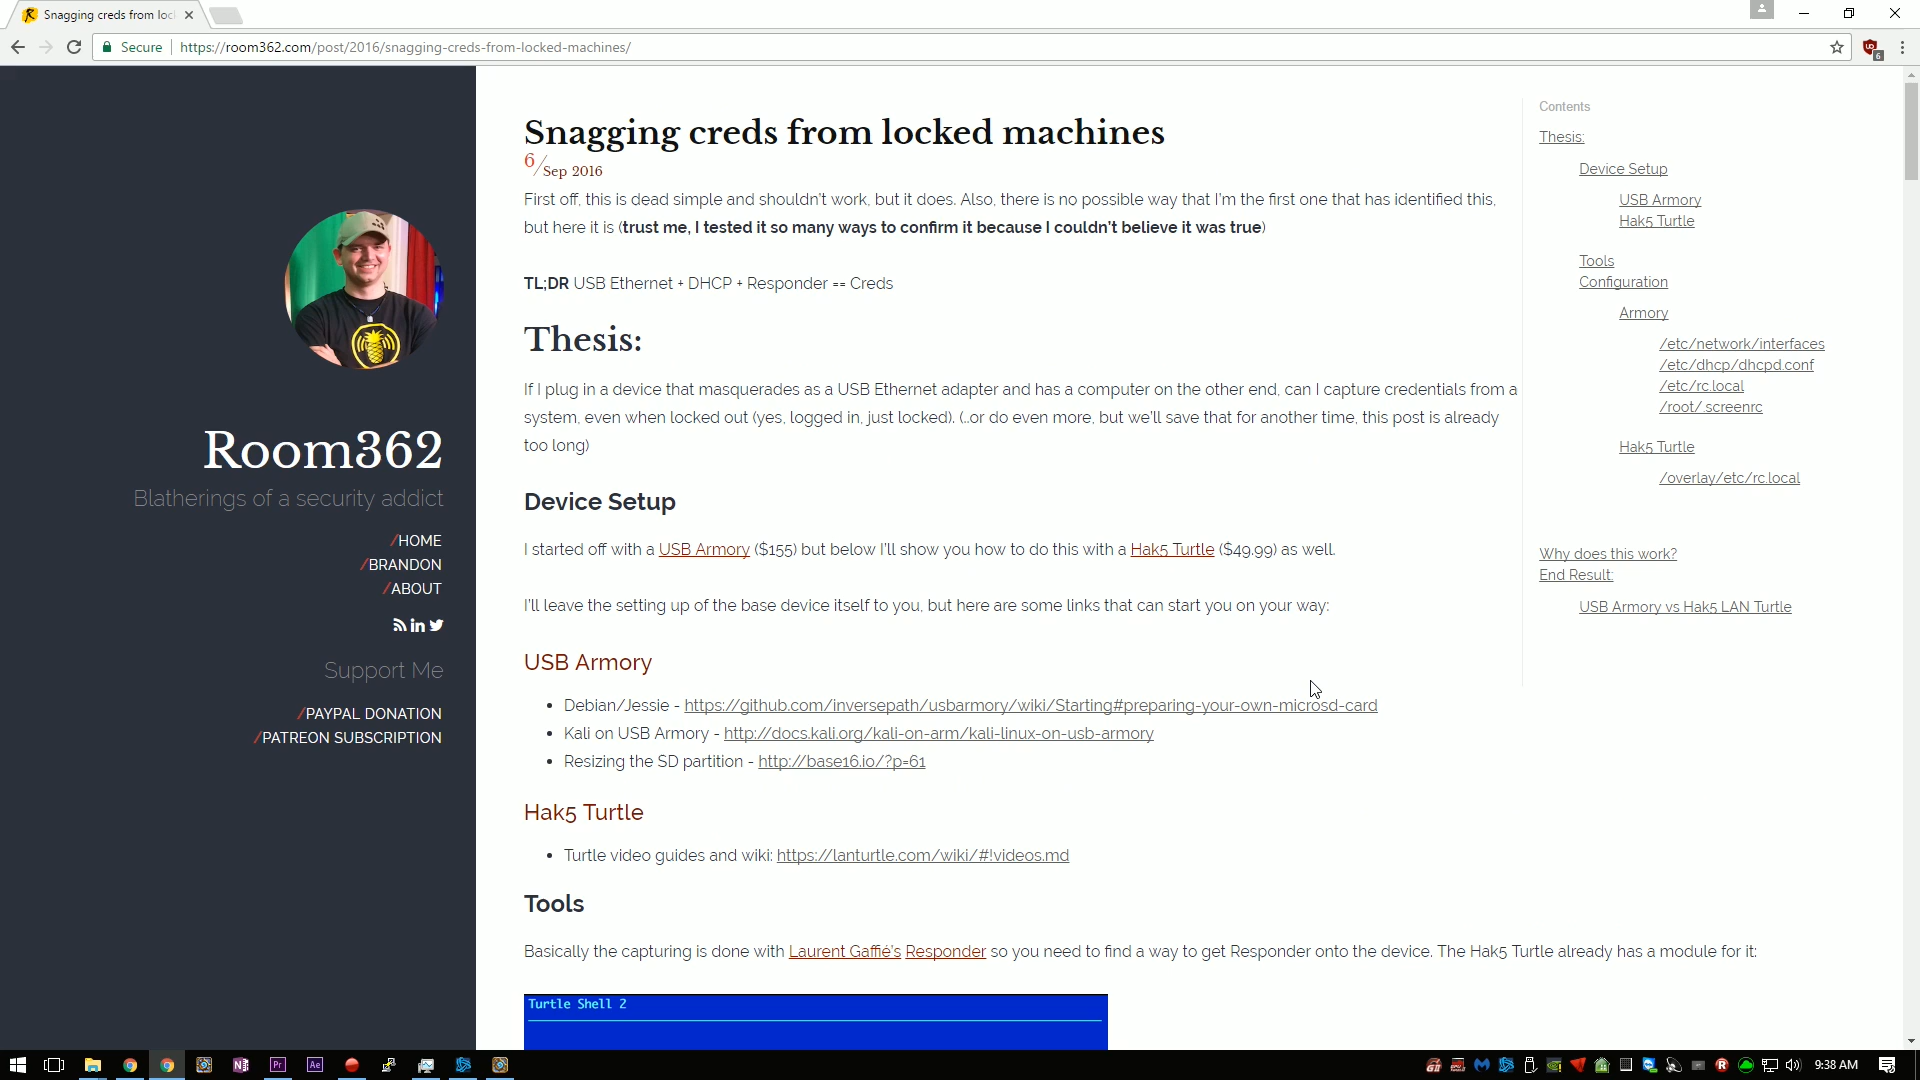 Snagging creds from loc
Secure
https://room362.com/post/2016/snagging-creds-from-locked-machines/
6
Room362
Blatherings of a security addict
/HOME
/BRANDON
/ABOUT
Support Me
/PAYPAL DONATION
/PATREON SUBSCRIPTION
Snagging creds from locked machines
6/Sep 2016
First off, this is dead simple and shouldn't work, but it does. Also, there is no possible way that I'm the first one that has identified this,
but here it is (trust me, I tested it so many ways to confirm it because I couldn't believe it was true)
TL;DR USB Ethernet + DHCP + Responder == Creds
Thesis:
If I plug in a device that masquerades as a USB Ethernet adapter and has a computer on the other end, can I capture credentials from a
system, even when locked out (yes, logged in, just locked). (..or do even more, but we'll save that for another time, this post is already
too long)
Device Setup
I started off with a USB Armory ($155) but below I'll show you how to do this with a Hak5 Turtle ($49.99) as well.
I'll leave the setting up of the base device itself to you, but here are some links that can start you on your way:
USB Armory
• Debian/Jessie - https://github.com/inversepath/usbarmory/wiki/Starting#preparing-your-own-microsd-card
• Kali on USB Armory - http://docs.kali.org/kali-on-arm/kali-linux-on-usb-armory
• Resizing the SD partition - http://base16.io/?p=61
Hak5 Turtle
• Turtle video guides and wiki: https://lanturtle.com/wiki/#!videos.md
Tools
Basically the capturing is done with Laurent Gaffié's Responder so you need to find a way to get Responder onto the device. The Hak5 Turtle already has a module for it:
Turtle Shell 2
Contents
Thesis:
Device Setup
USB Armory
Hak5 Turtle
Tools
Configuration
Armory
/etc/network/interfaces
/etc/dhcp/dhcpd.conf
/etc/rc.local
/root/.screenrc
Hak5 Turtle
/overlay/etc/rc.local
Why does this work?
End Result:
USB Armory vs Hak5 LAN Turtle
Pr
Ae
9:38 AM